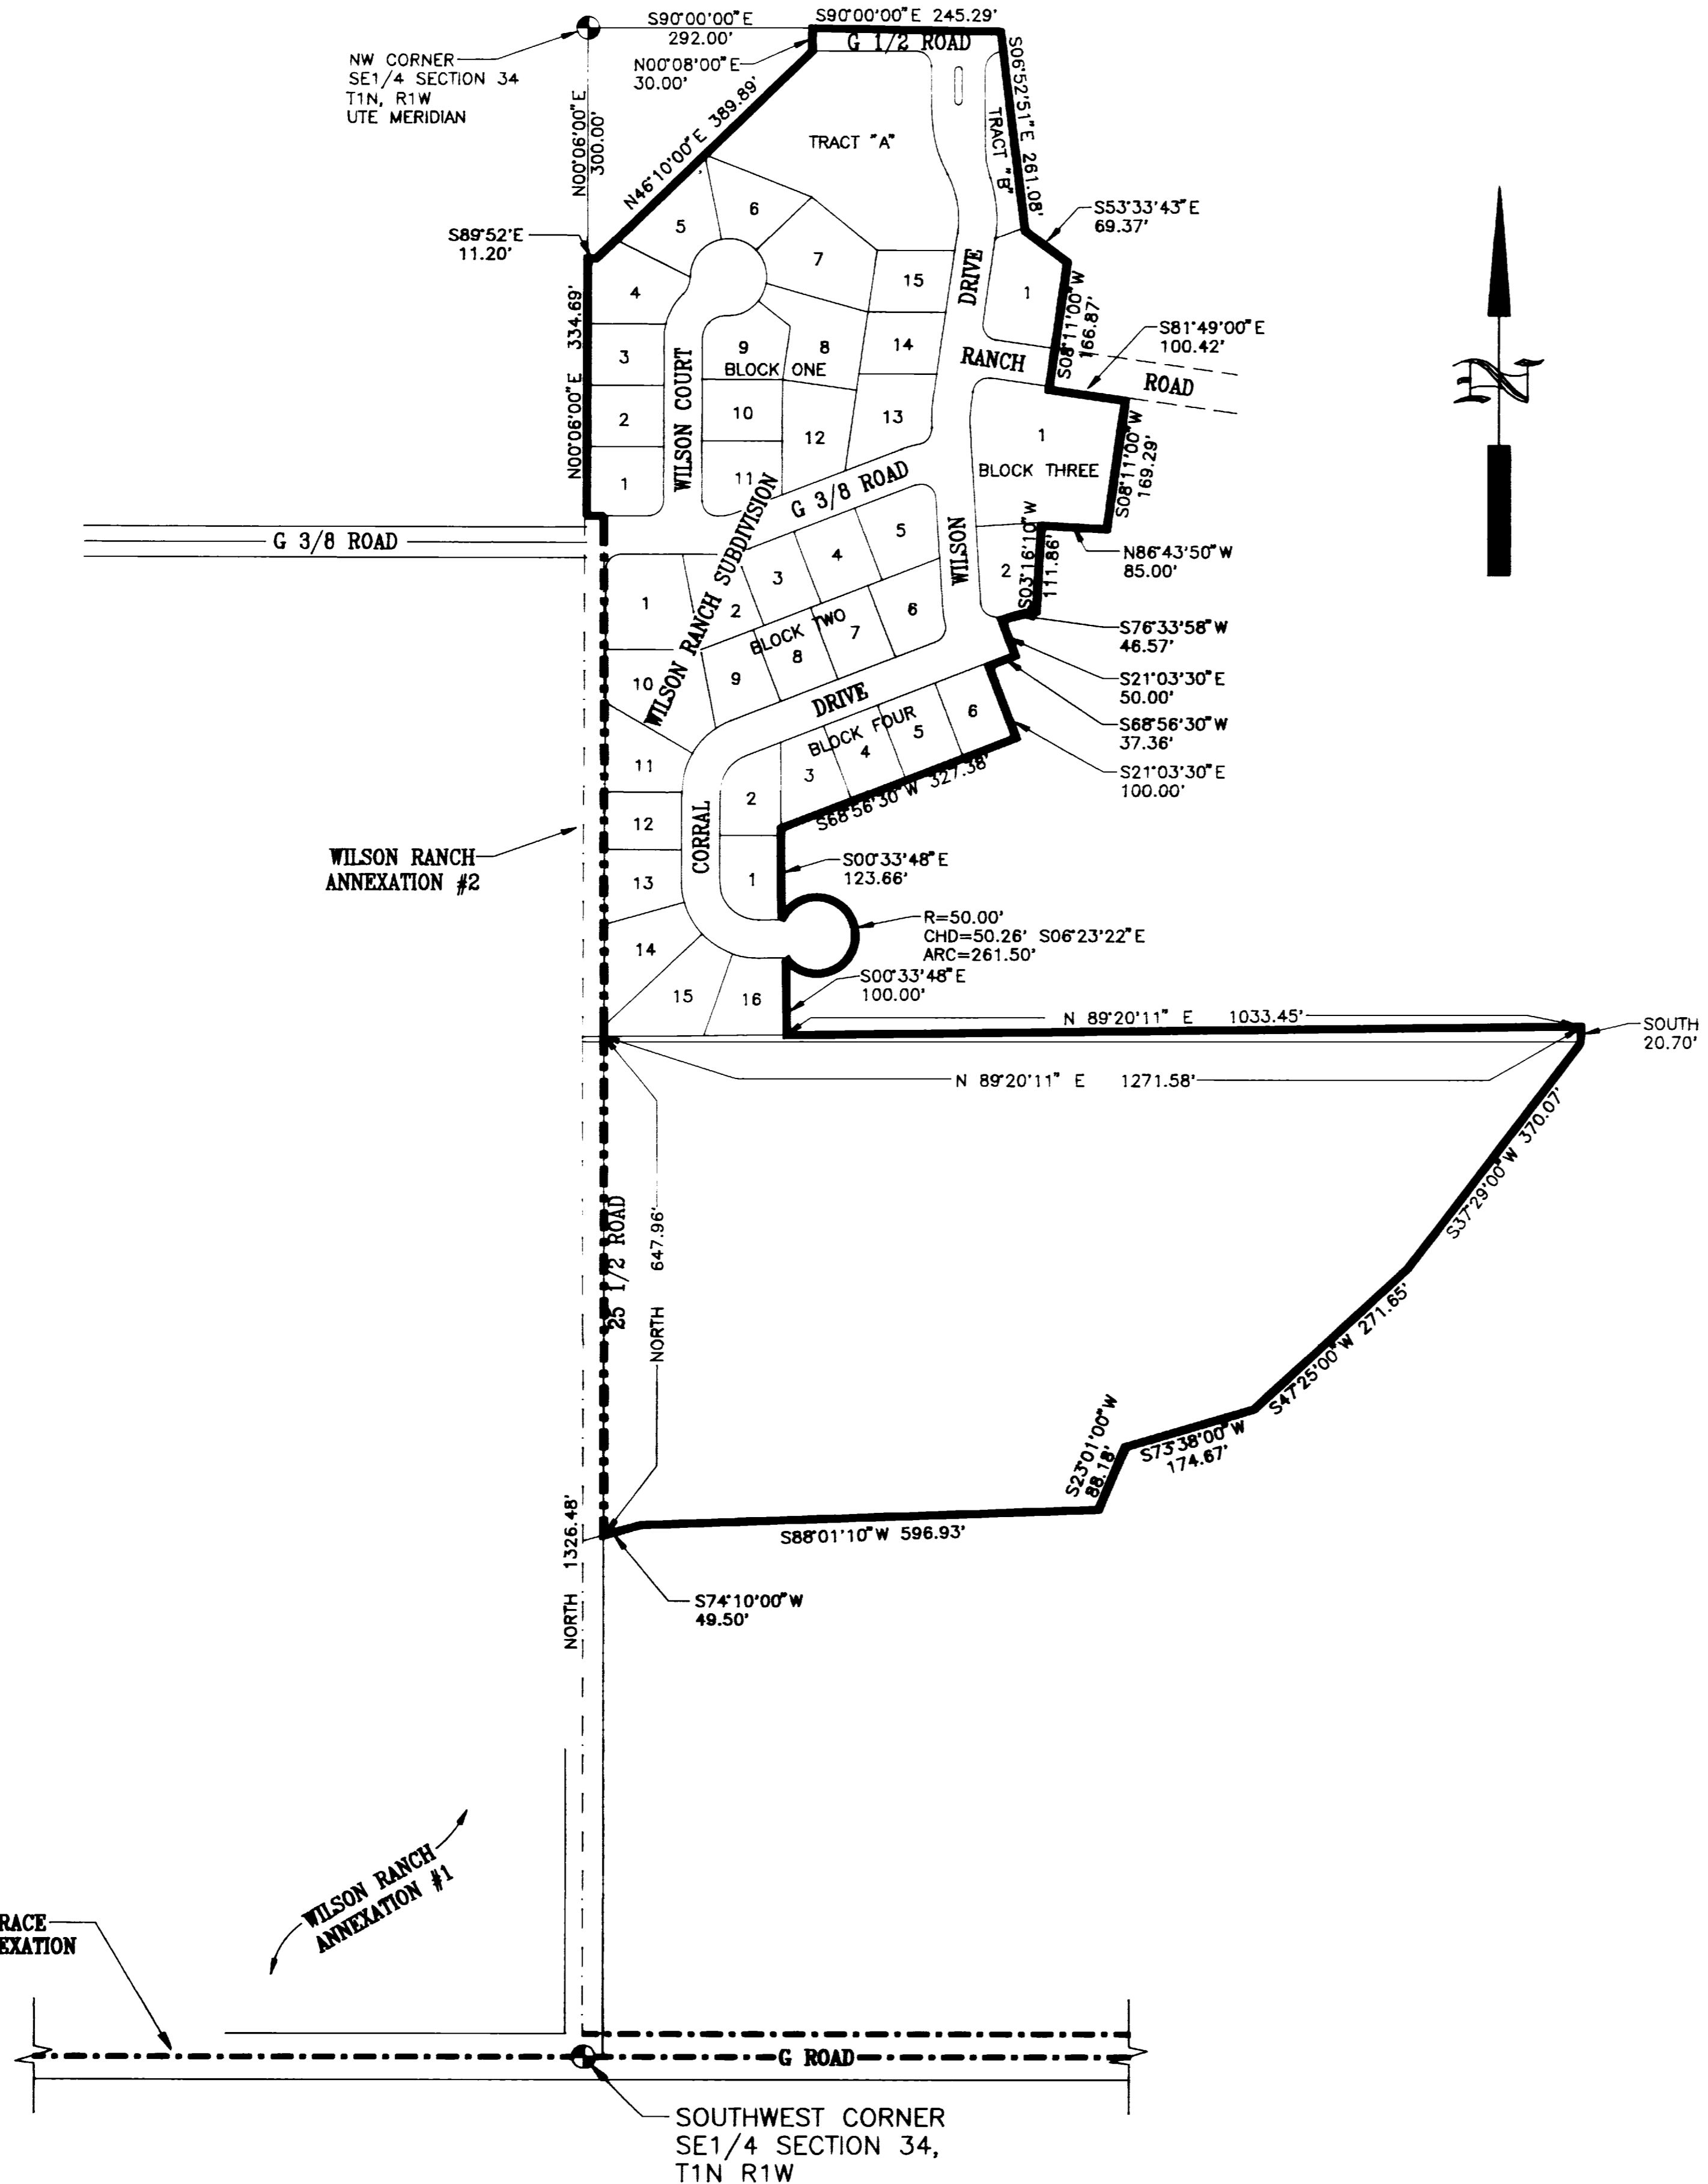 S90°00'00"E
292.00'
S90°00'00"E 245.29'
G 1/2 ROAD
NW CORNER
SE1/4 SECTION 34
T1N, R1W
UTE MERIDIAN
N00°08'00"E
30.00'
N00°06'00"E
300.00'
N46°10'00"E 389.89'
S06°52'51"E 261.08'
TRACT "A"
TRACT "B"
S53°33'43"E
69.37'
S89°52'E
11.20'
5
6
7
4
15
1
DRIVE
N00°06'00"E 334.69'
S08°11'00"W
166.87'
S81°49'00"E
100.42'
3
9
8
14
BLOCK ONE
RANCH
ROAD
WILSON COURT
2
10
12
13
1
BLOCK THREE
S08°11'00"W
169.29'
1
11
G 3/8 ROAD
G 3/8 ROAD
WILSON RANCH SUBDIVISION
5
4
3
WILSON
2
S03°16'10"W
111.86'
N86°43'50"W
85.00'
1
2
BLOCK TWO
6
7
8
9
10
S76°33'58"W
46.57'
S21°03'30"E
50.00'
S68°56'30"W
37.36'
S21°03'30"E
100.00'
DRIVE
BLOCK FOUR
6
5
4
3
2
11
S68°56'30"W 327.38'
12
CORRAL
WILSON RANCH
ANNEXATION #2
S00°33'48"E
123.66'
13
1
R=50.00'
CHD=50.26' S06°23'22"E
ARC=261.50'
14
S00°33'48"E
100.00'
15
16
N 89°20'11" E 1033.45'
SOUTH
20.70'
N 89°20'11" E 1271.58'
S37°29'00"W 370.07'
25 1/2 ROAD
NORTH 647.96'
S47°25'00"W 271.65'
S23°01'00"W
88.18'
S73°38'00"W
174.67'
S88°01'10"W 596.93'
NORTH 1326.48'
S74°10'00"W
49.50'
WILSON RANCH
ANNEXATION #1
RACE
EXATION
G ROAD
SOUTHWEST CORNER
SE1/4 SECTION 34,
T1N R1W